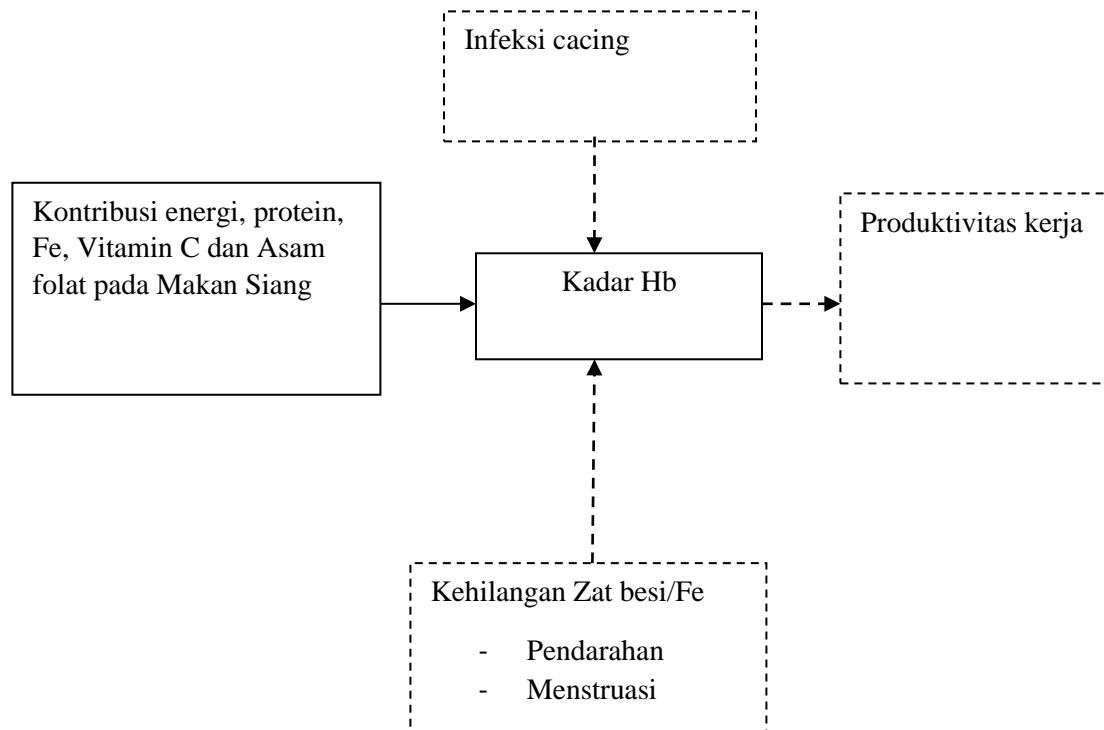 Infeksi cacing
Kontribusi energi, protein,
Fe, Vitamin C dan Asam
folat pada Makan Siang
Kadar Hb
Produktivitas kerja
Kehilangan Zat besi/Fe
- Pendarahan
- Menstruasi